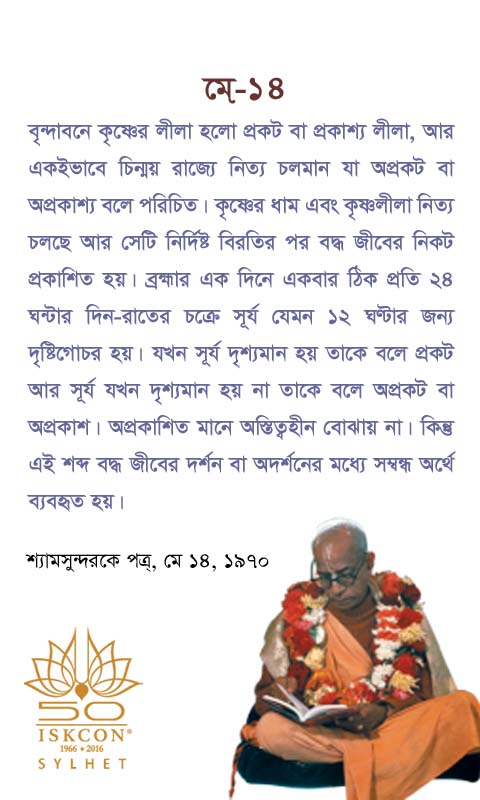 মে-১৪
বৃন্দাবনে কৃষ্ণের লীলা হলো প্রকট বা প্রকাশ্য লীলা, আর
একইভাবে চিন্ময় রাজ্যে নিত্য চলমান যা অপ্রকট বা
অপ্রকাশ্য বলে পরিচিত। কৃষ্ণের ধাম এবং কৃষ্ণলীলা নিত্য
চলছে আর সেটি নির্দিষ্ট বিরতির পর বদ্ধ জীবের নিকট
প্রকাশিত হয়। ব্রহ্মার এক দিনে একবার ঠিক প্রতি ২৪
ঘন্টার দিন-রাতের চক্রে সূর্য যেমন ১২ ঘণ্টার জন্য
দৃষ্টিগোচর হয়। যখন সূর্য দৃশ্যমান হয় তাকে বলে প্রকট
আর সূর্য যখন দৃশ্যমান হয় না তাকে বলে অপ্রকট বা
অপ্রকাশ। অপ্রকাশিত মানে অস্তিত্বহীন বোঝায় না। কিন্তু
এই শব্দ বদ্ধ জীবের দর্শন বা অদর্শনের মধ্যে সম্বন্ধ অর্থে
ব্যবহৃত হয়।
শ্যামসুন্দরকে পত্র, মে ১৪, ১৯৭০
50
ISKCON®
1966 • 2016
SYLHET